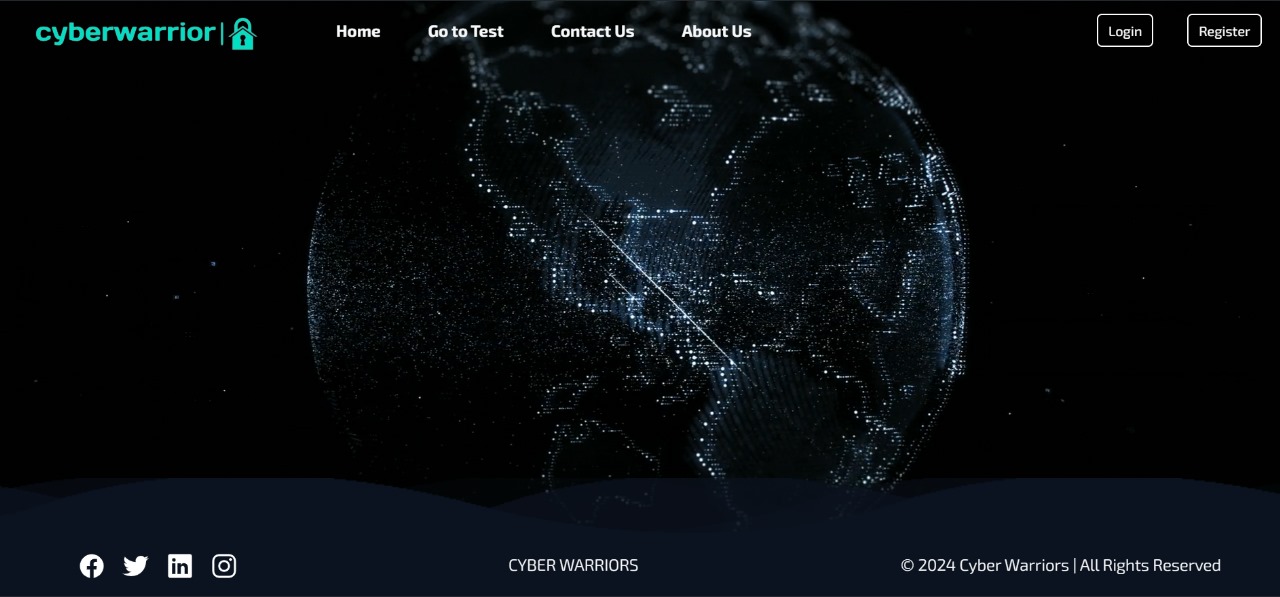 cyberwarrior| Home Go to Test Contact Us About Us Login Register
CYBER WARRIORS © 2024 Cyber Warriors | All Rights Reserved